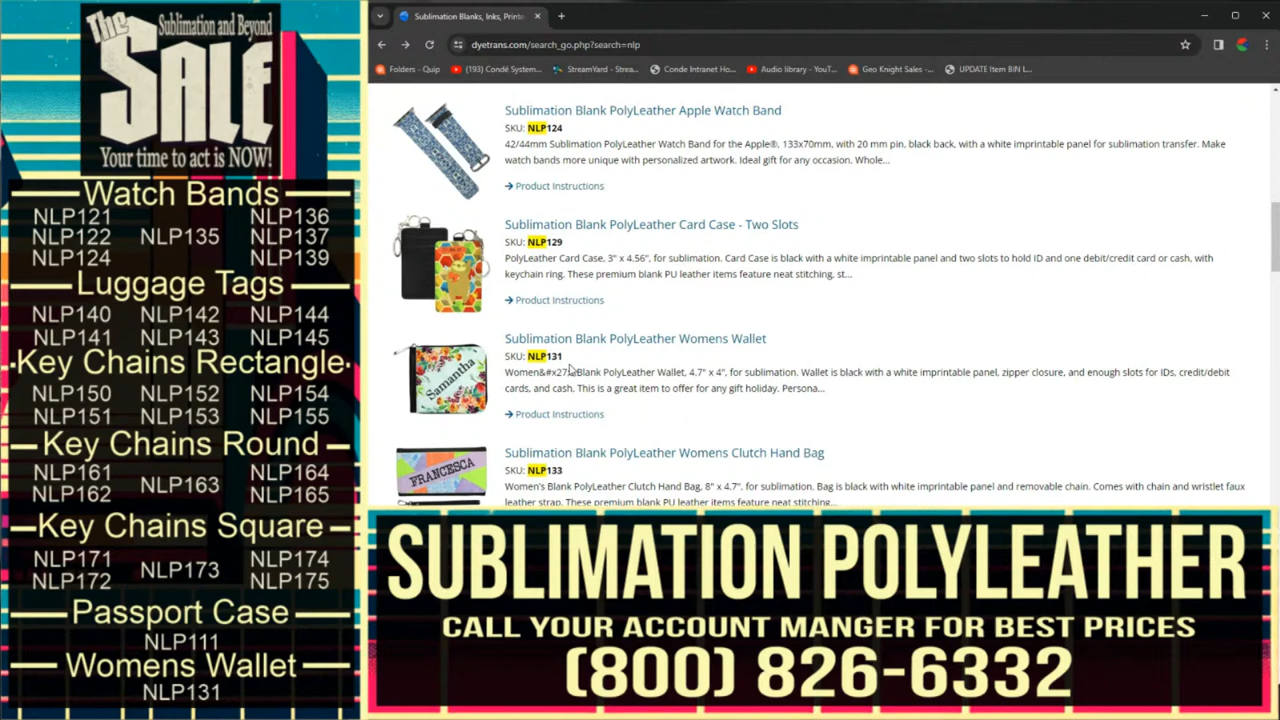 The
Sublimation and Beyond
SALE
Your time to act is NOW!
Watch Bands
NLP121 NLP136
NLP122 NLP135 NLP137
NLP124 NLP139
Luggage Tags
NLP140 NLP142 NLP144
NLP141 NLP143 NLP145
Key Chains Rectangle
NLP150 NLP152 NLP154
NLP151 NLP153 NLP155
Key Chains Round
NLP161 NLP164
NLP162 NLP163 NLP165
Key Chains Square
NLP171 NLP174
NLP172 NLP173 NLP175
Passport Case
NLP111
Womens Wallet
NLP131
Sublimation Blanks, Inks, Printe
dyetrans.com/search_go.php?search=nlp
Folders - Quip
(193) Condé System...
StreamYard - Strea...
Conde Intranet Ho...
Audio library - YouT...
Geo Knight Sales -...
UPDATE Item BIN L...
Sublimation Blank PolyLeather Apple Watch Band
SKU: NLP124
42/44mm Sublimation PolyLeather Watch Band for the Apple®, 133x70mm, with 20 mm pin, black back, with a white imprintable panel for sublimation transfer. Make
watch bands more unique with personalized artwork. Ideal gift for any occasion. Whole...
Product Instructions
Sublimation Blank PolyLeather Card Case - Two Slots
SKU: NLP129
PolyLeather Card Case, 3" x 4.56", for sublimation. Card Case is black with a white imprintable panel and two slots to hold ID and one debit/credit card or cash, with
keychain ring. These premium blank PU leather items feature neat stitching, st...
Product Instructions
Samantha
Sublimation Blank PolyLeather Womens Wallet
SKU: NLP131
Women&#x27;s Blank PolyLeather Wallet, 4.7" x 4", for sublimation. Wallet is black with a white imprintable panel, zipper closure, and enough slots for IDs, credit/debit
cards, and cash. This is a great item to offer for any gift holiday. Persona...
Product Instructions
FRANCESCA
Sublimation Blank PolyLeather Womens Clutch Hand Bag
SKU: NLP133
Women's Blank PolyLeather Clutch Hand Bag, 8" x 4.7", for sublimation. Bag is black with white imprintable panel and removable chain. Comes with chain and wristlet faux
leather strap. These premium blank PU leather items feature neat stitching...
SUBLIMATION POLYLEATHER
CALL YOUR ACCOUNT MANGER FOR BEST PRICES
(800) 826-6332